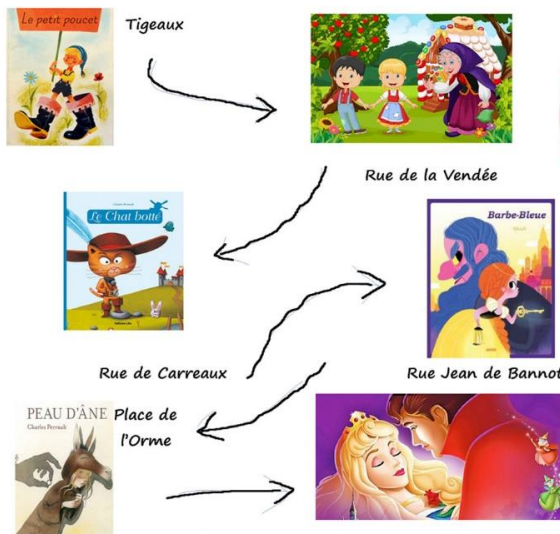 Le petit poucet
Tigeaux
Rue de la Vendée
Le Chat botté
Barbe-Bleue
Rue de Carreaux
Rue Jean de Bannot
PEAU D'ÂNE
Charles Perrault
Place de
l'Orme